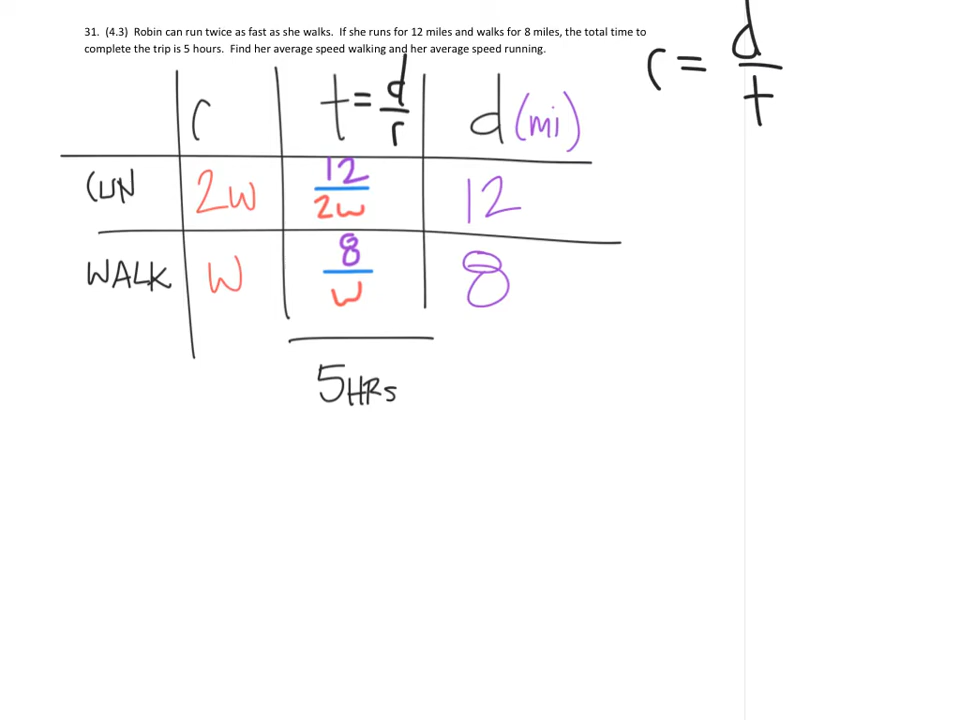 31. (4.3) Robin can run twice as fast as she walks. If she runs for 12 miles and walks for 8 miles, the total time to
complete the trip is 5 hours. Find her average speed walking and her average speed running.
r = d/t
r t = d/r d (mi)
RUN 2w 12/2w 12
WALK w 8/w 8
5 HRS